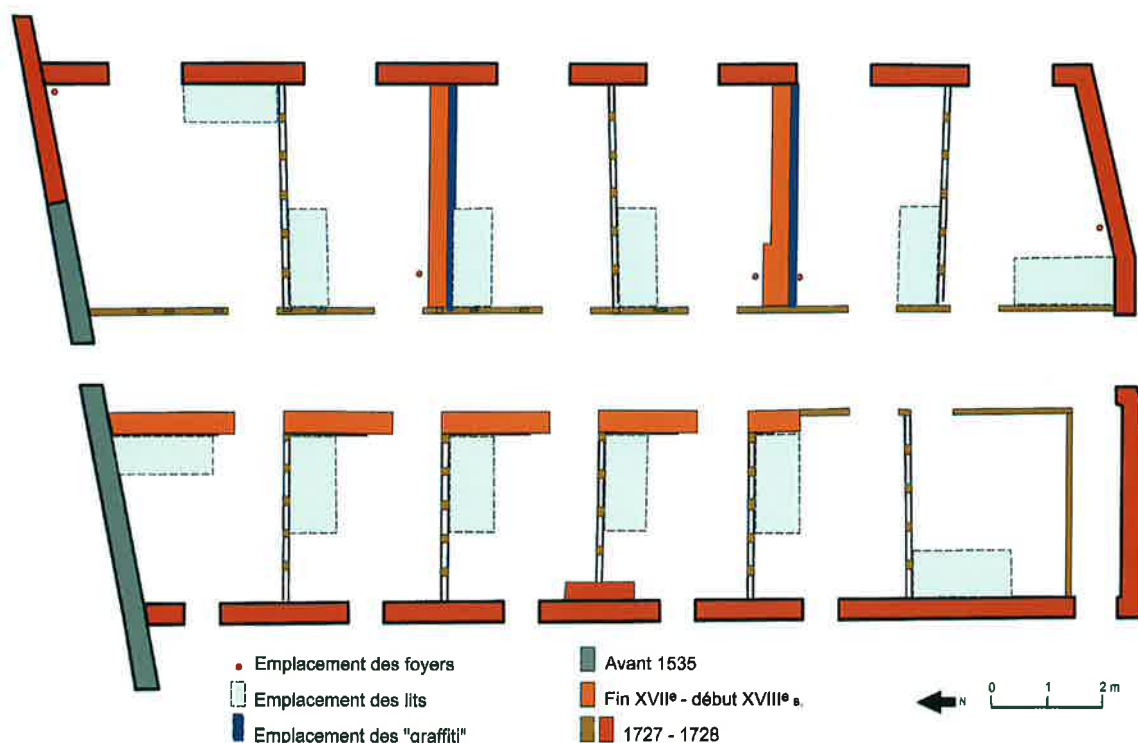 Emplacement des foyers
Emplacement des lits
Emplacement des "graffiti"
Avant 1535
Fin XVIIe - début XVIIIe s.
1727 - 1728
N
0 1 2 m